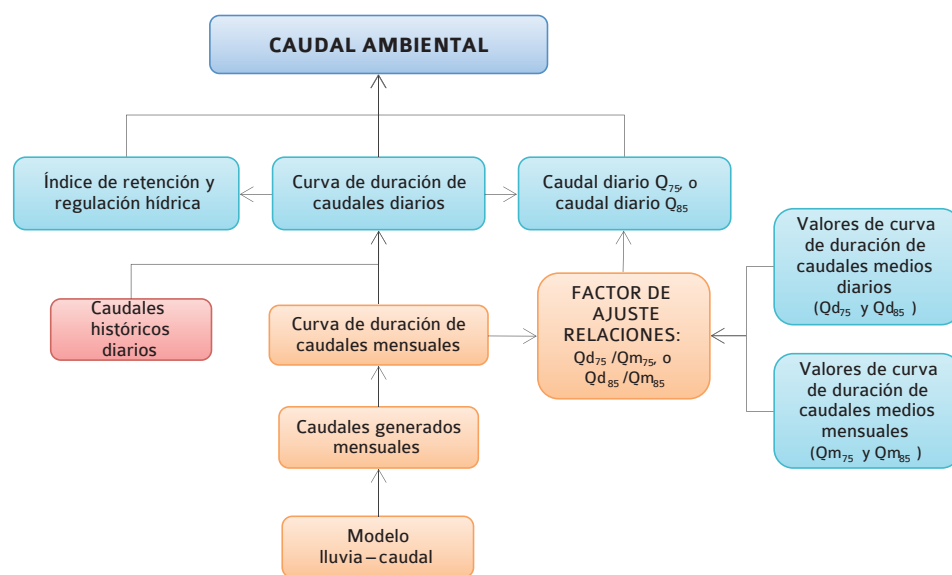 CAUDAL AMBIENTAL
Índice de retención y
regulación hídrica
Curva de duración de
caudales diarios
Caudal diario Q75, o
caudal diario Q85
Valores de curva
de duración de
caudales medios
diarios
(Qd75 y Qd85 )
Caudales
históricos
diarios
Curva de duración de
caudales mensuales
FACTOR DE
AJUSTE
RELACIONES:
Qd75 /Qm75, o
Qd85 /Qm85
Valores de curva
de duración de
caudales medios
mensuales
(Qm75 y Qm85 )
Caudales generados
mensuales
Modelo
lluvia–caudal